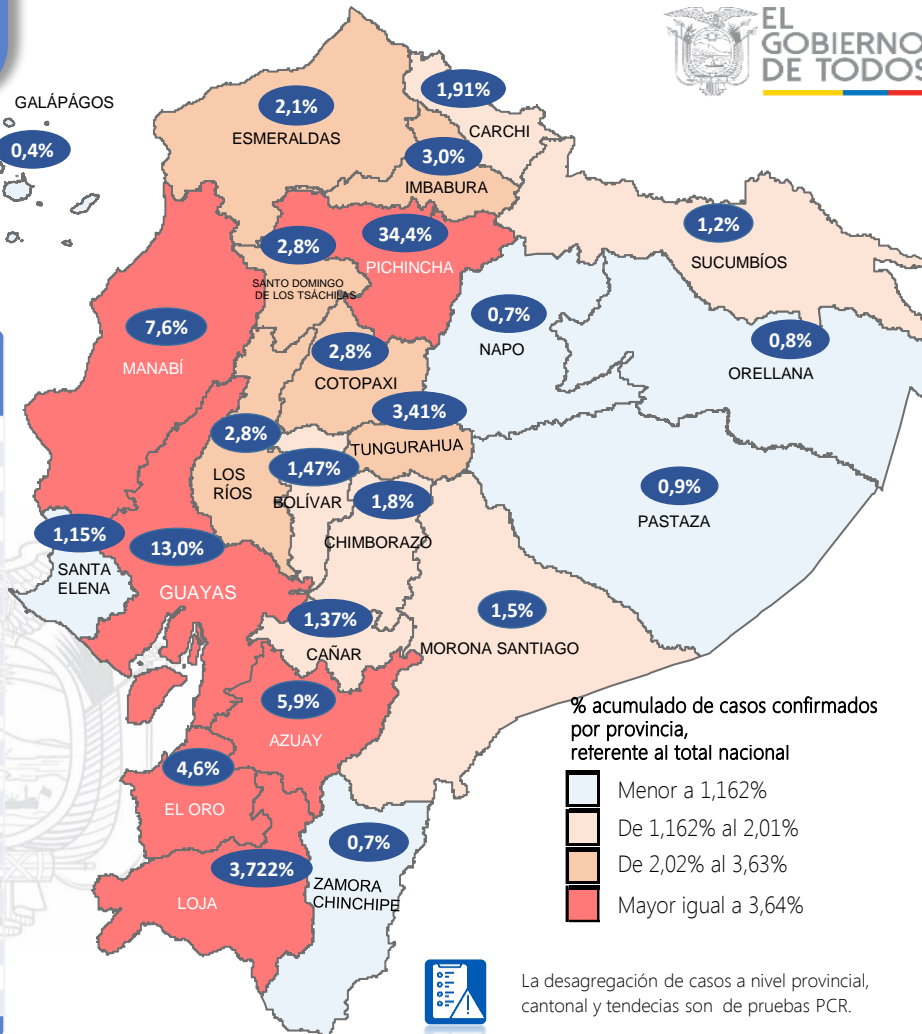 EL
GOBIERNO
DE TODOS
GALÁPÁGOS
0,4%
2,1%
ESMERALDAS
1,91%
CARCHI
3,0%
IMBABURA
1,2%
SUCUMBÍOS
2,8%
SANTO DOMINGO
DE LOS TSÁCHILAS
34,4%
PICHINCHA
7,6%
MANABÍ
0,7%
NAPO
0,8%
ORELLANA
2,8%
COTOPAXI
3,41%
TUNGURAHUA
2,8%
LOS
RÍOS
1,47%
BOLÍVAR
1,8%
CHIMBORAZO
0,9%
PASTAZA
1,15%
SANTA
ELENA
13,0%
GUAYAS
1,37%
CAÑAR
1,5%
MORONA SANTIAGO
5,9%
AZUAY
4,6%
EL ORO
3,722%
LOJA
0,7%
ZAMORA
CHINCHIPE
% acumulado de casos confirmados
por provincia,
referente al total nacional
Menor a 1,162%
De 1,162% al 2,01%
De 2,02% al 3,63%
Mayor igual a 3,64%
La desagregación de casos a nivel provincial,
cantonal y tendecias son de pruebas PCR.